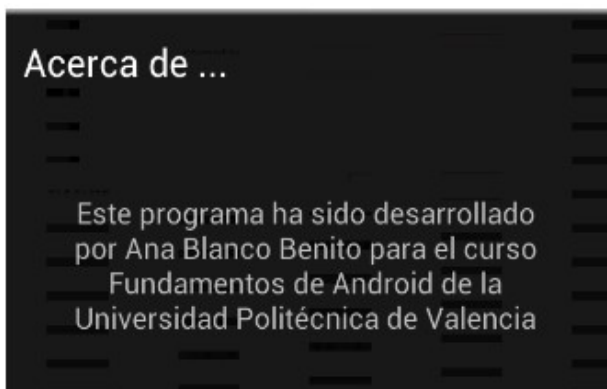 Acerca de ...
Este programa ha sido desarrollado
por Ana Blanco Benito para el curso
Fundamentos de Android de la
Universidad Politécnica de Valencia